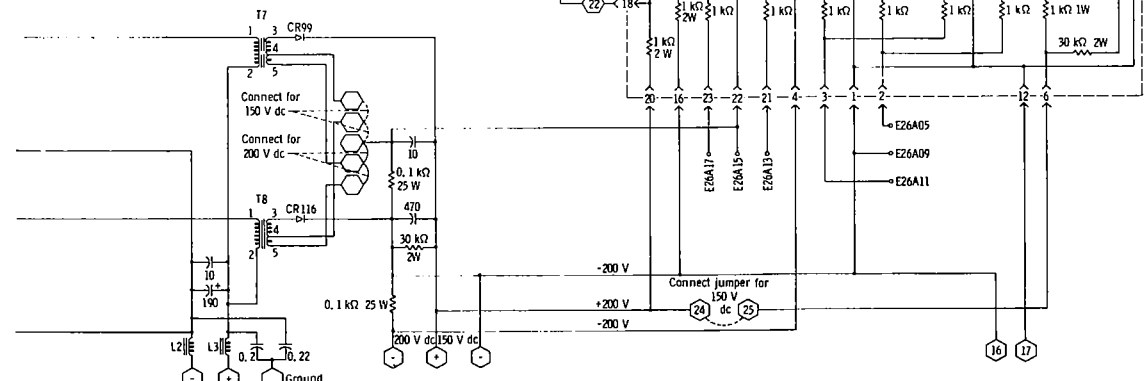 22
18
1 kΩ
2W
1 kΩ
1 kΩ
1 kΩ
1 kΩ
1 kΩ
1 kΩ
1 kΩ 1W
T7
1
3
CR99
4
2
5
1 kΩ
2 W
30 kΩ 2W
Connect for
150 V dc
Connect for
200 V dc
20
16
23
22
21
4
3
1
2
12
6
E26A05
E26A09
E26A11
E26A17
E26A15
E26A13
10
0. 1 kΩ
25 W
T8
1
3
CR116
4
2
5
470
30 kΩ
2W
10
+
190
-200 V
Connect jumper for
150 V
dc
24
25
0. 1 kΩ 25 W
+200 V
-200 V
200 V dc
150 V dc
-
+
-
16
17
L2
L3
0. 2
0. 22
-
+
Ground